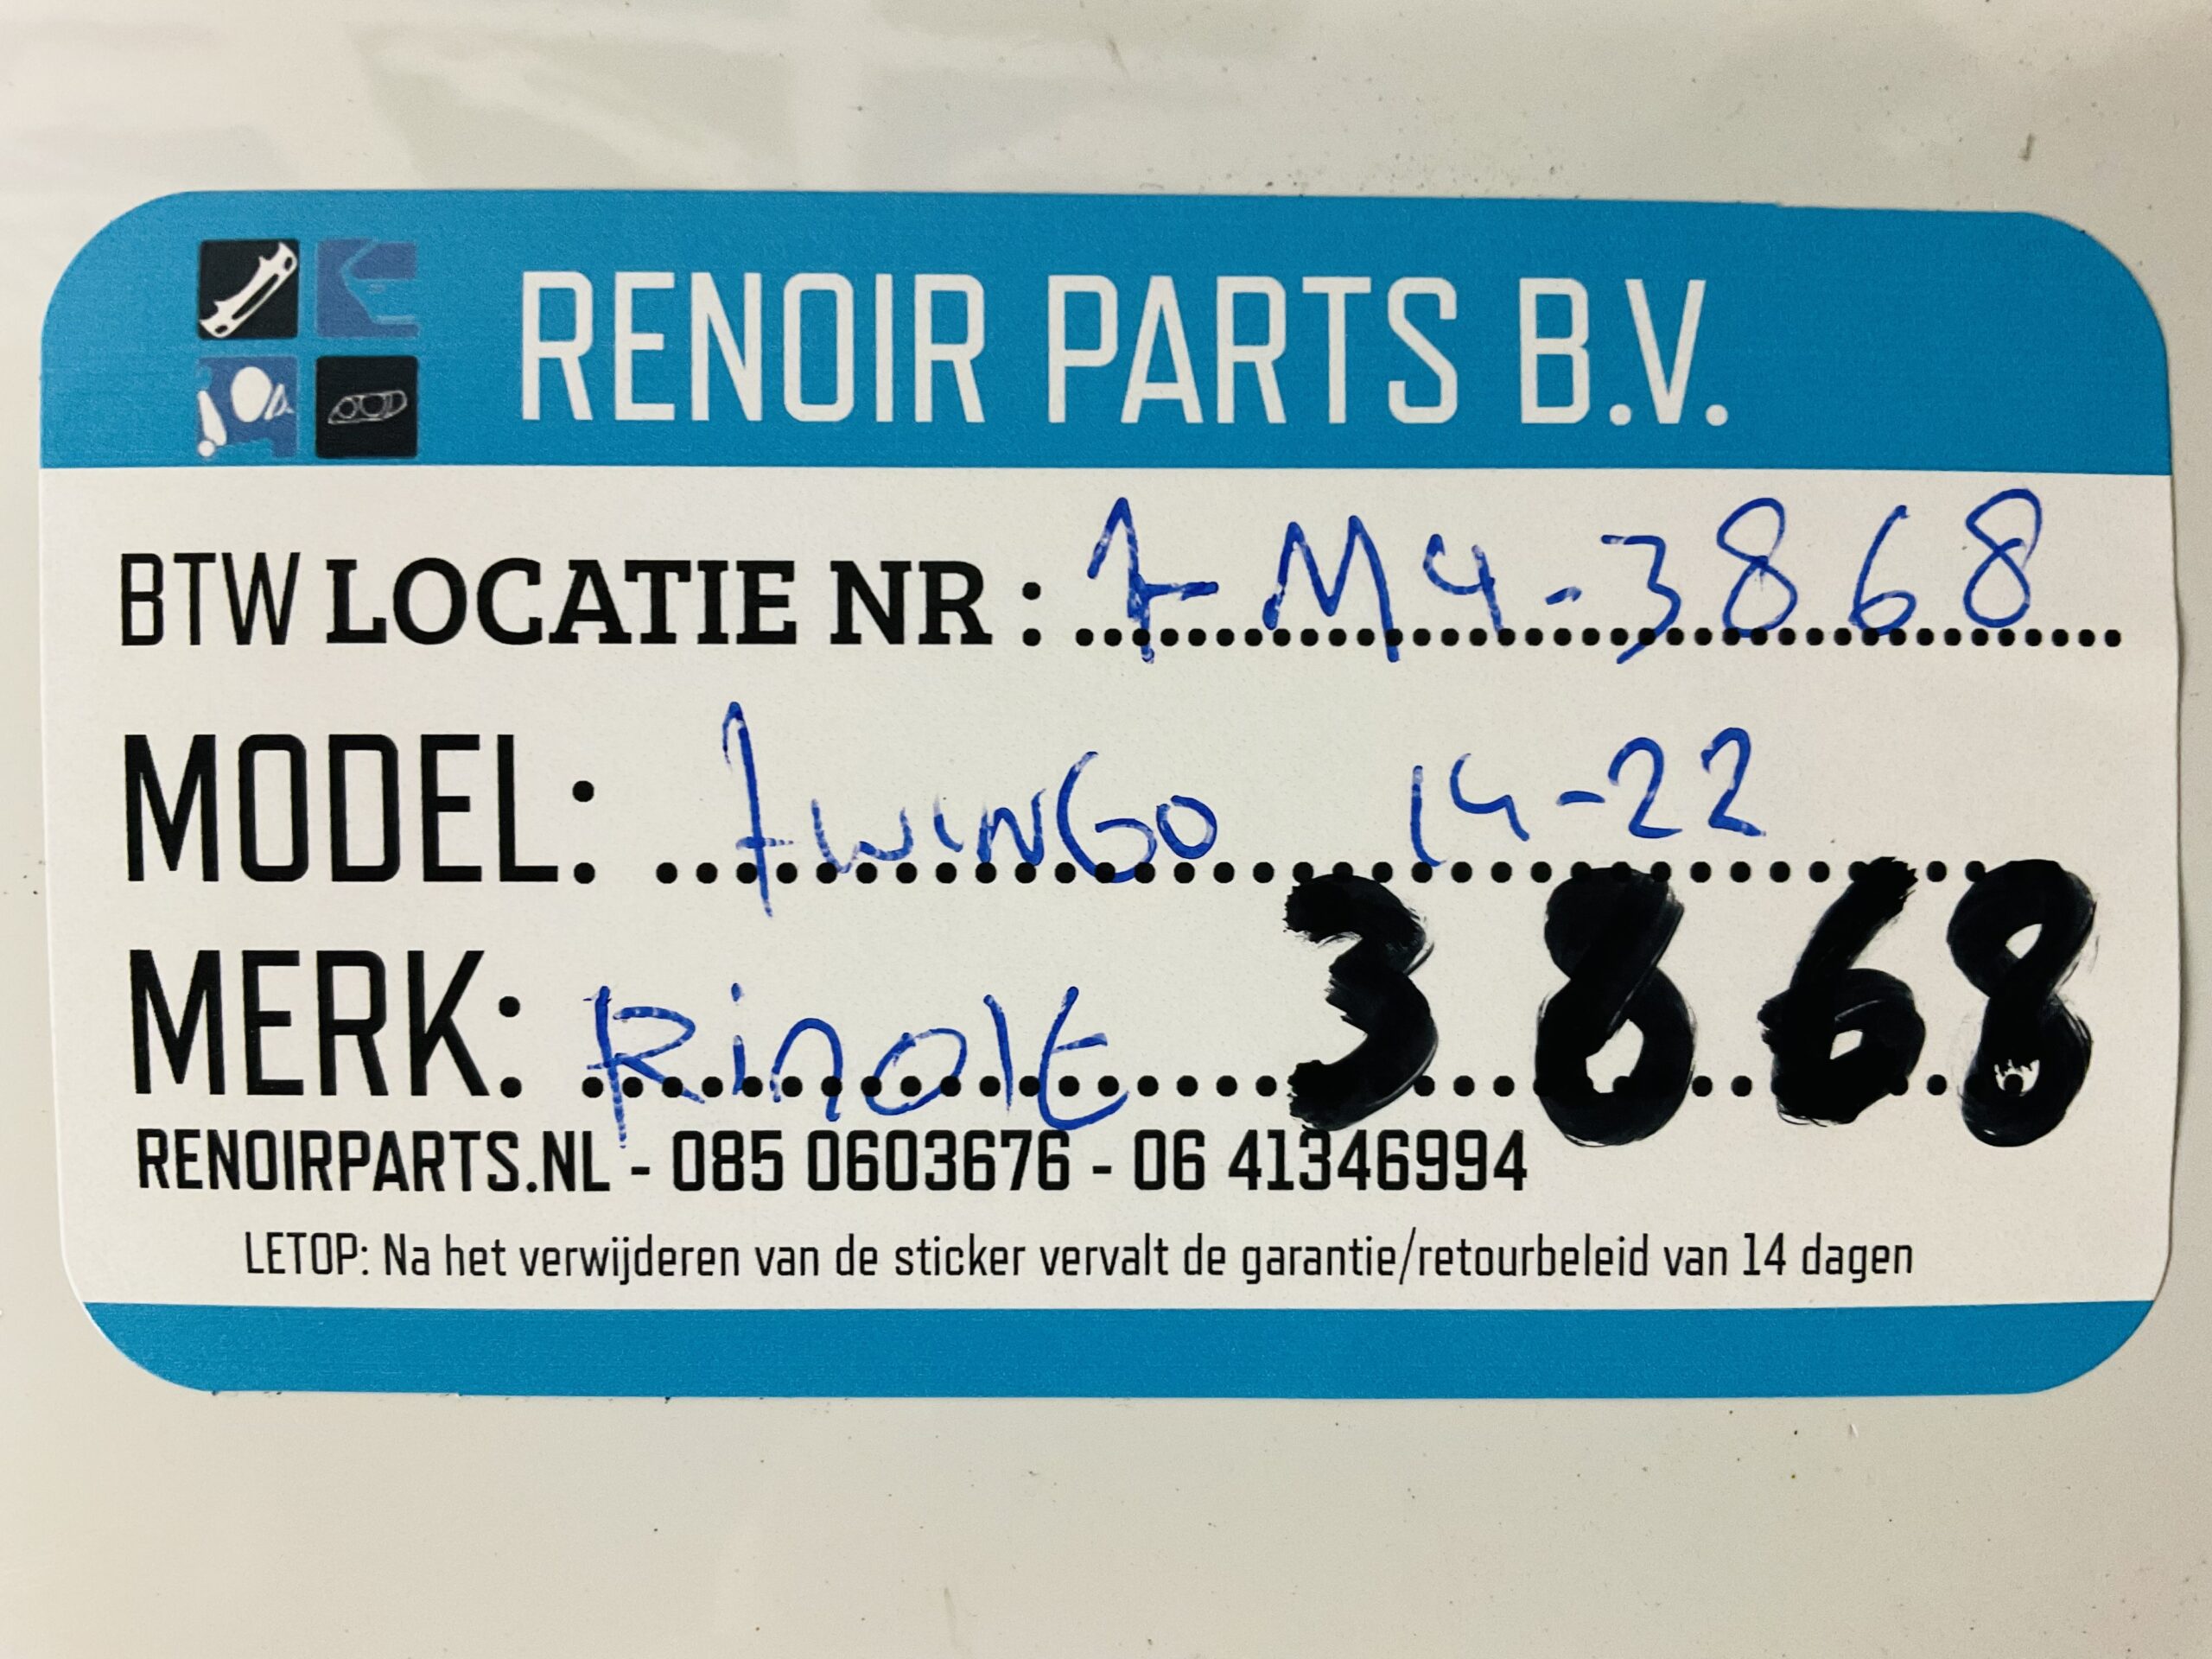 RENOIR PARTS B.V.
BTW LOCATIE NR : 7-M4-3868
MODEL: TwinGo 14-22
MERK: Rinolt 3868
RENOIRPARTS.NL - 085 0603676 - 06 41346994
LETOP: Na het verwijderen van de sticker vervalt de garantie/retourbeleid van 14 dagen